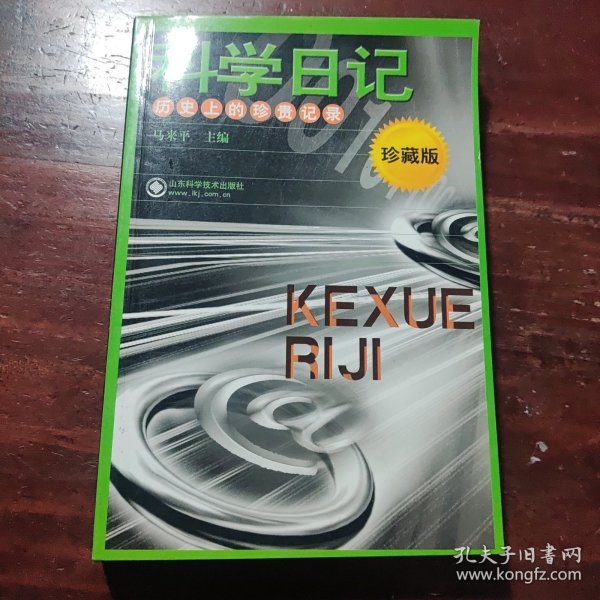 科学日记
历史上的珍贵记录
马来平 主编
珍藏版
山东科学技术出版社
www.lkj.com.cn
KEXUE
RIJI
@
孔夫子旧书网
www.kongfz.com